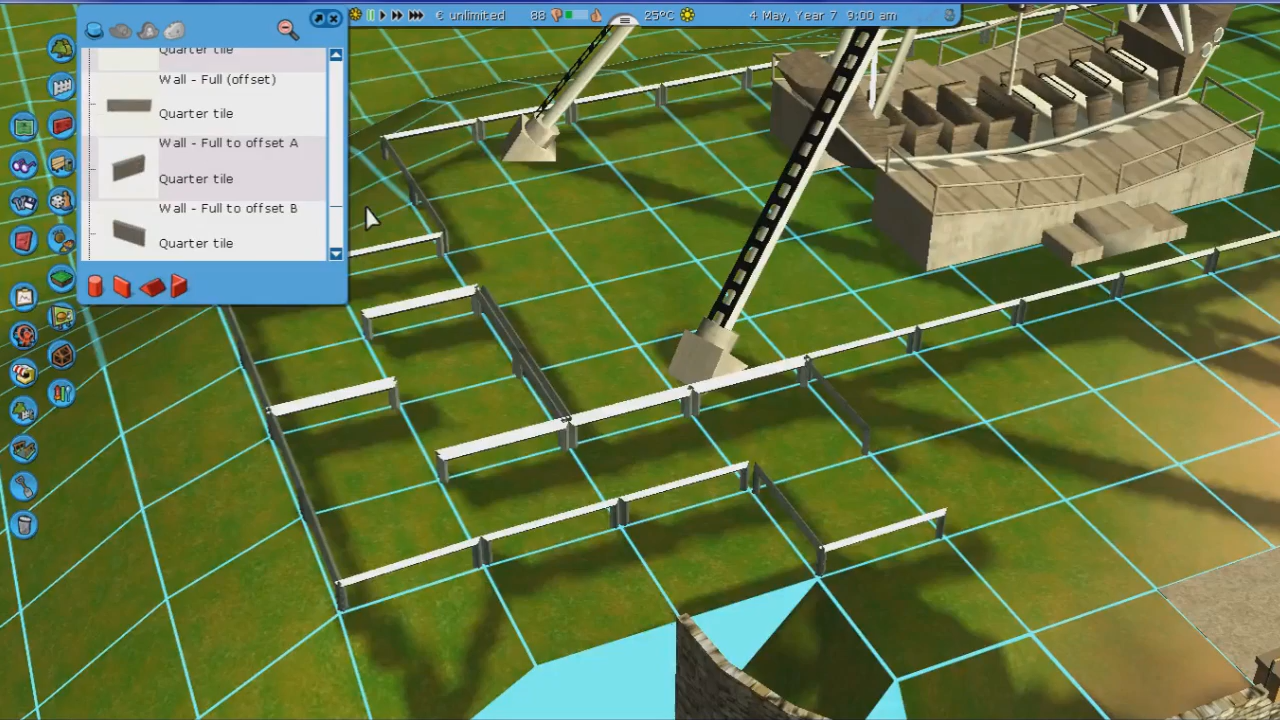 € unlimited 88 25°C 4 May, Year 7 9:00 am
Quarter tile
Wall - Full (offset)
Quarter tile
Wall - Full to offset A
Quarter tile
Wall - Full to offset B
Quarter tile